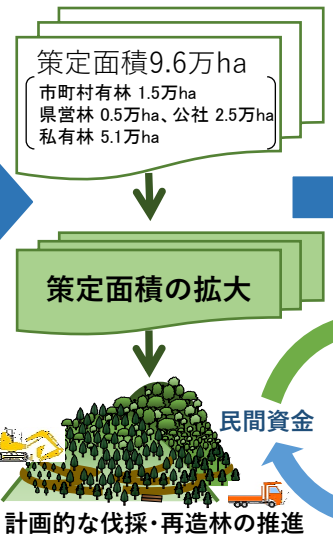 策定面積9.6万ha
市町村有林 1.5万ha
県営林 0.5万ha、公社 2.5万ha
私有林 5.1万ha
策定面積の拡大
民間資金
計画的な伐採･再造林の推進